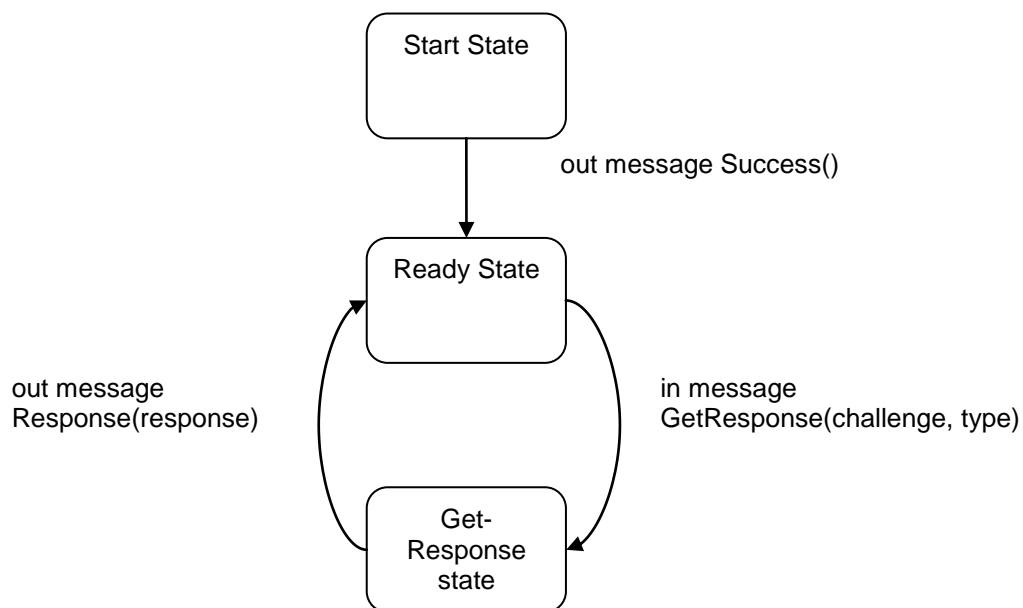 Start State
out message Success()
Ready State
out message
Response(response)
in message
GetResponse(challenge, type)
Get-
Response
state